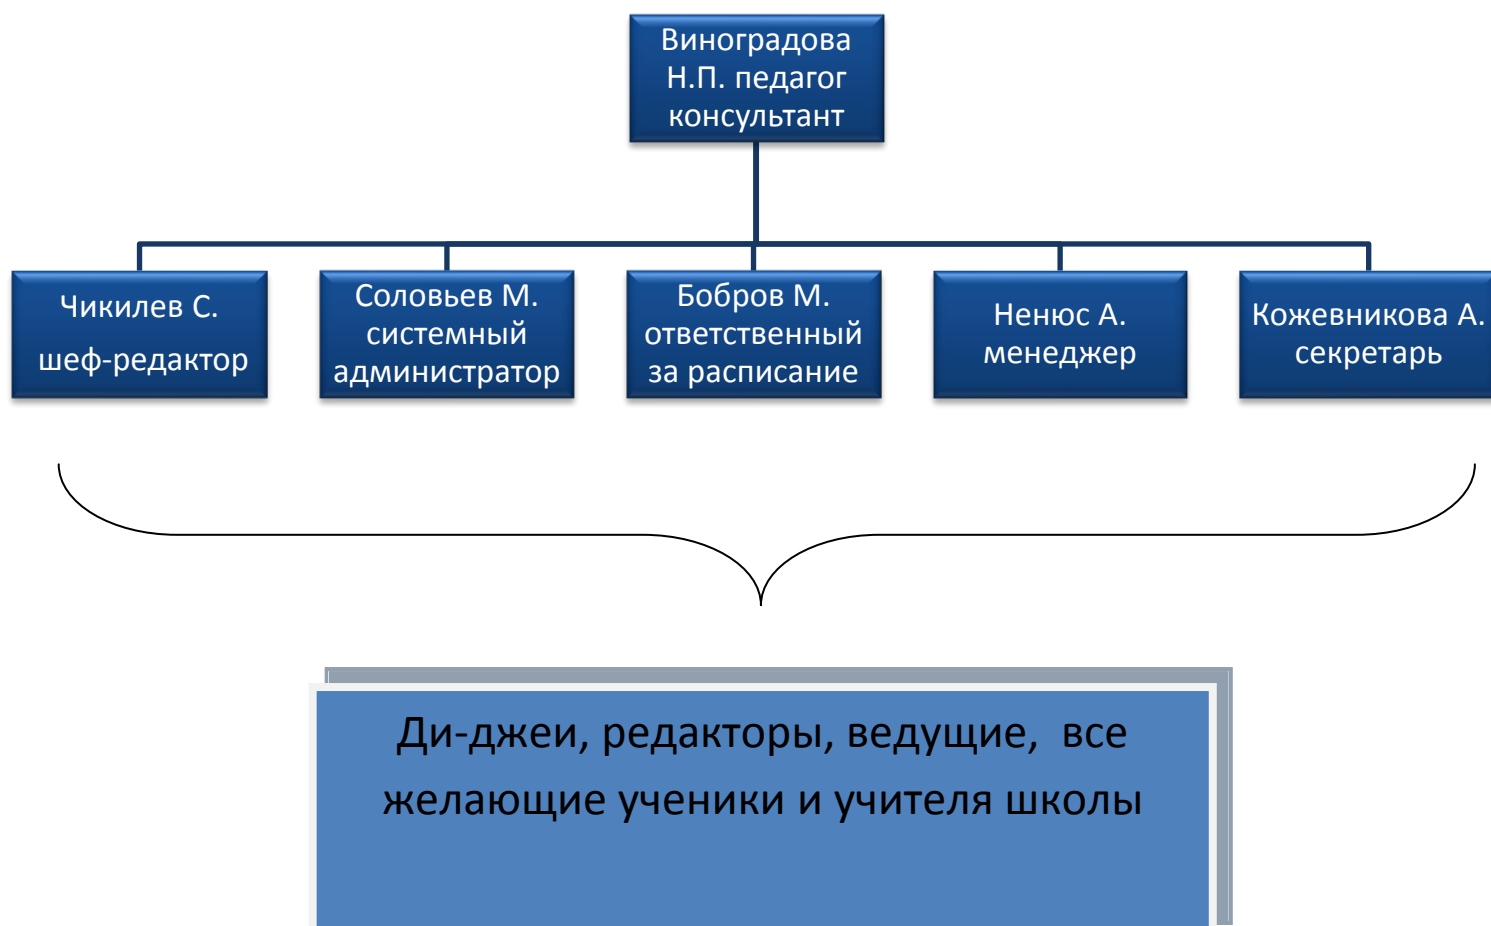 Виноградова
Н.П. педагог
консультант
Чикилев С.
шеф-редактор
Соловьев М.
системный
администратор
Бобров М.
ответственный
за расписание
Ненюс А.
менеджер
Кожевникова А.
секретарь
Ди-джеи, редакторы, ведущие,  все
желающие ученики и учителя школы